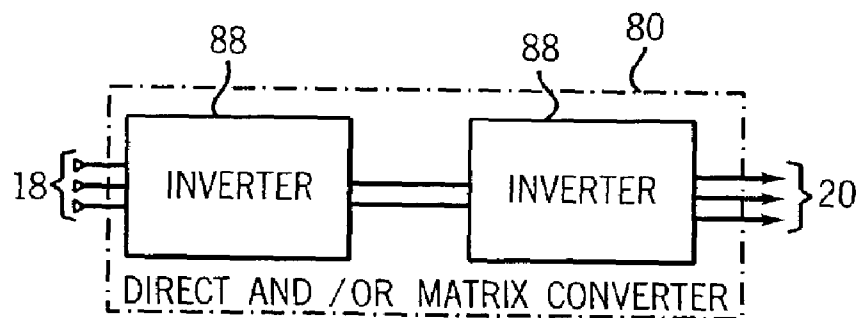 80
88
88
18
INVERTER
INVERTER
20
DIRECT AND /OR MATRIX CONVERTER